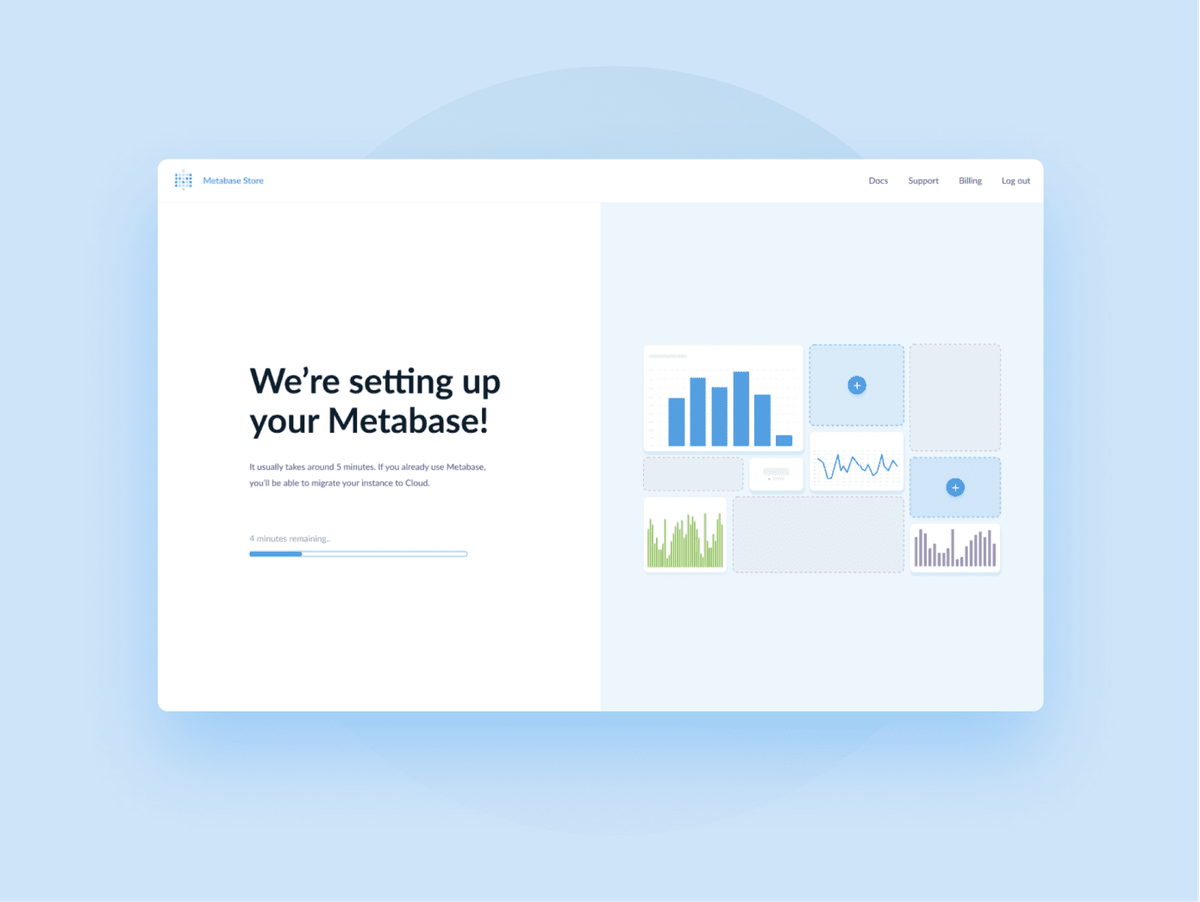 Metabase Store
Docs
Support
Billing
Log out
We’re setting up
your Metabase!
It usually takes around 5 minutes. If you already use Metabase,
you’ll be able to migrate your instance to Cloud.
4 minutes remaining..